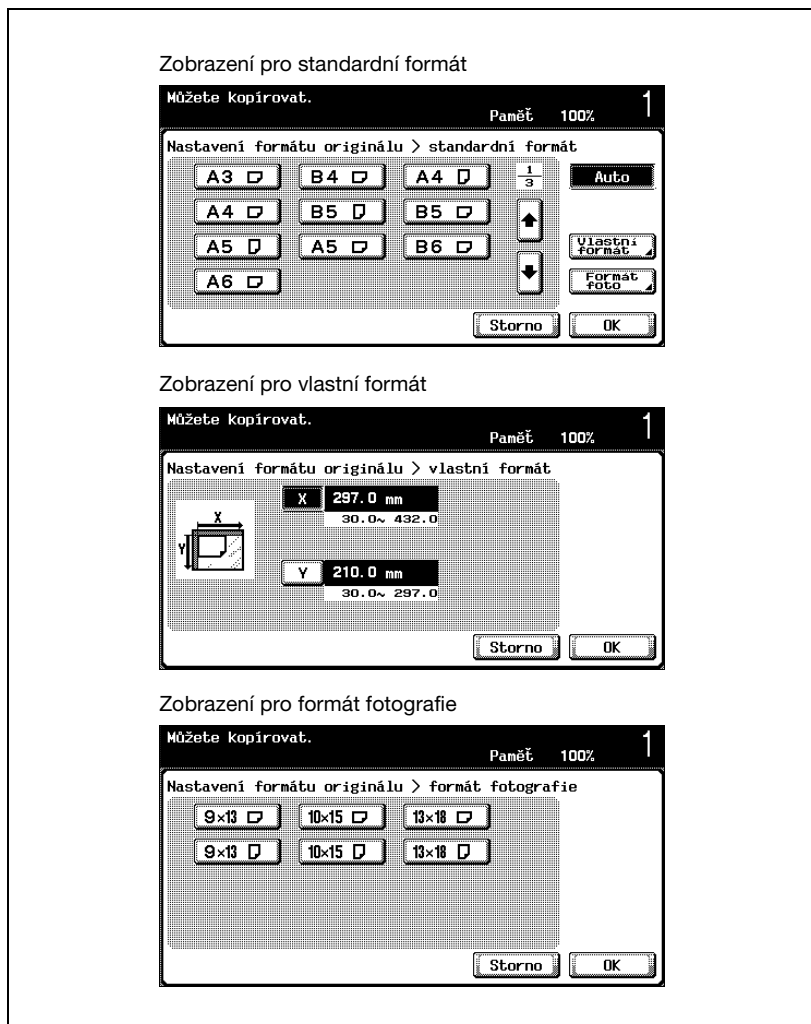 Zobrazení pro standardní formát
Můžete kopírovat.
Paměť 100% 1
Nastavení formátu originálu > standardní formát
A3 B4 A4 1/3 Auto
A4 B5 B5
A5 A5 B6 Vlastní formát
A6 Formát foto
Storno OK
Zobrazení pro vlastní formát
Můžete kopírovat.
Paměť 100% 1
Nastavení formátu originálu > vlastní formát
X 297.0 mm
30.0~ 432.0
X
Y
Y 210.0 mm
30.0~ 297.0
Storno OK
Zobrazení pro formát fotografie
Můžete kopírovat.
Paměť 100% 1
Nastavení formátu originálu > formát fotografie
9×13 10×15 13×18
9×13 10×15 13×18
Storno OK